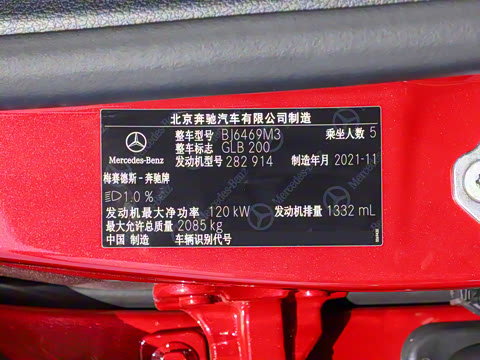 北京奔驰汽车有限公司制造
整车型号 BJ6469M3 乘坐人数 5
整车标志 GLB 200
Mercedes-Benz
发动机型号 282 914 制造年月 2021-11
梅赛德斯-奔驰牌
1.0 %
发动机最大净功率 120 kW 发动机排量 1332 mL
最大允许总质量 2085 kg
中国 制造 车辆识别代号